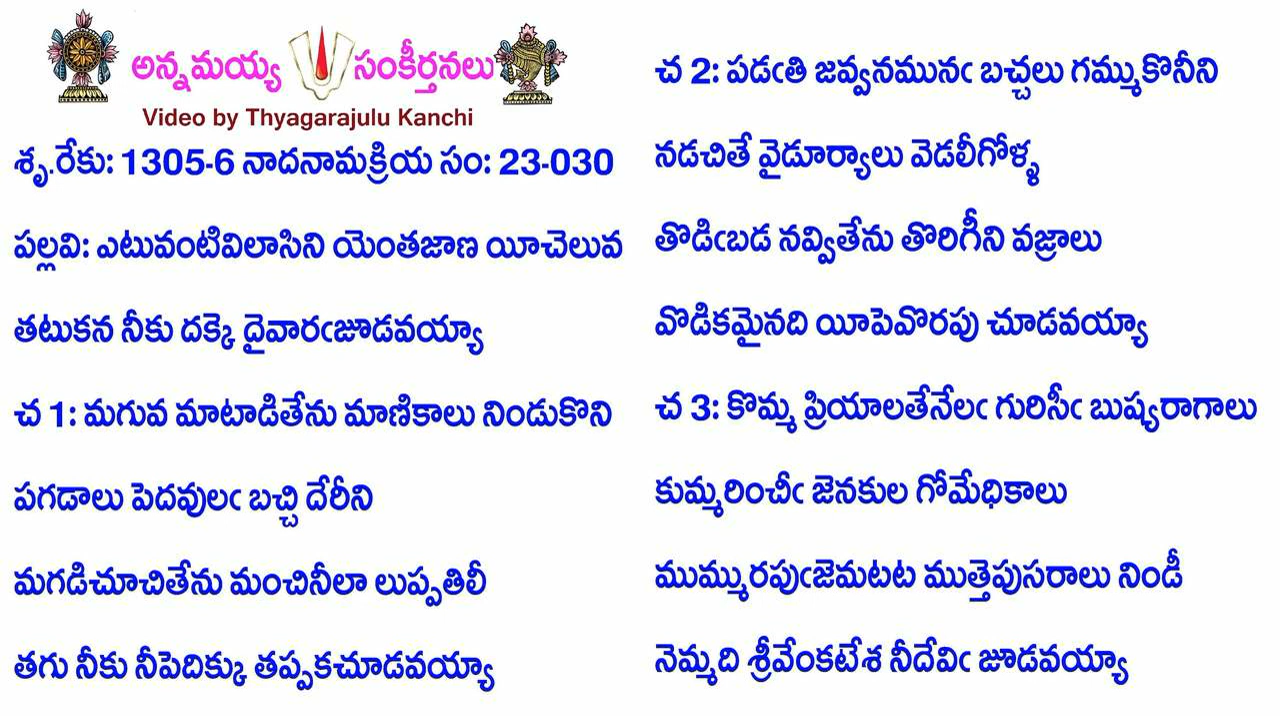 అన్నమయ్య సంకీర్తనలు
Video by Thyagarajulu Kanchi
శృ.రేకు: 1305-6 నాదనామక్రియ సం: 23-030
పల్లవి: ఎటువంటివిలాసిని యెంతజాణ యీచెలువ
తటుకన నీకు దక్కె దైవారఁజూడవయ్యా
చ 1: మగువ మాటాడితేను మాణికాలు నిండుకొని
పగడాలు పెదవులఁ బచ్చి దేరీని
మగడిచూచితేను మంచినీలా లుప్పతిలీ
తగు నీకు నీపెదిక్కు తప్పకచూడవయ్యా
చ 2: పడఁతి జవ్వనమునఁ బచ్చలు గమ్ముకొనీని
నడచితే వైడూర్యాలు వెడలీగోళ్ళ
తొడిఁబడ నవ్వితేను తొరిగీని వజ్రాలు
వొడికమైనది యీపెవొరపు చూడవయ్యా
చ 3: కొమ్మ ప్రియాలతేనేలఁ గురిసీఁ బుష్యరాగాలు
కుమ్మరించీఁ జెనకుల గోమేధికాలు
ముమ్మురపుఁజెమటట ముత్తెపుసరాలు నిండీ
నెమ్మది శ్రీవేంకటేశ నీదేవిఁ జూడవయ్యా